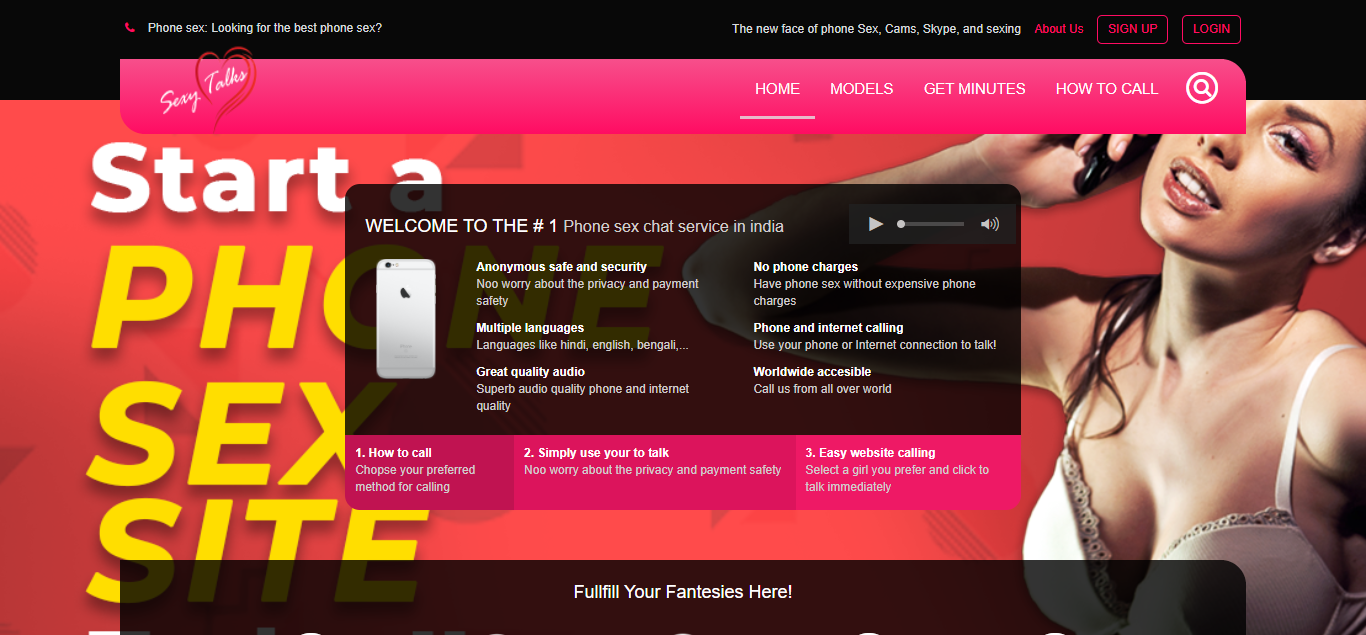 Phone sex: Looking for the best phone sex?
The new face of phone Sex, Cams, Skype, and sexing About Us SIGN UP LOGIN
Sexy Talks
HOME MODELS GET MINUTES HOW TO CALL
Start a
PHONE
SEX
SITE
WELCOME TO THE # 1 Phone sex chat service in india
Anonymous safe and security
Noo worry about the privacy and payment
safety
Multiple languages
Languages like hindi, english, bengali,...
Great quality audio
Superb audio quality phone and internet
quality
No phone charges
Have phone sex without expensive phone
charges
Phone and internet calling
Use your phone or Internet connection to talk!
Worldwide accesible
Call us from all over world
1. How to call
Chopse your preferred
method for calling
2. Simply use your to talk
Noo worry about the privacy and payment safety
3. Easy website calling
Select a girl you prefer and click to
talk immediately
Fullfill Your Fantesies Here!